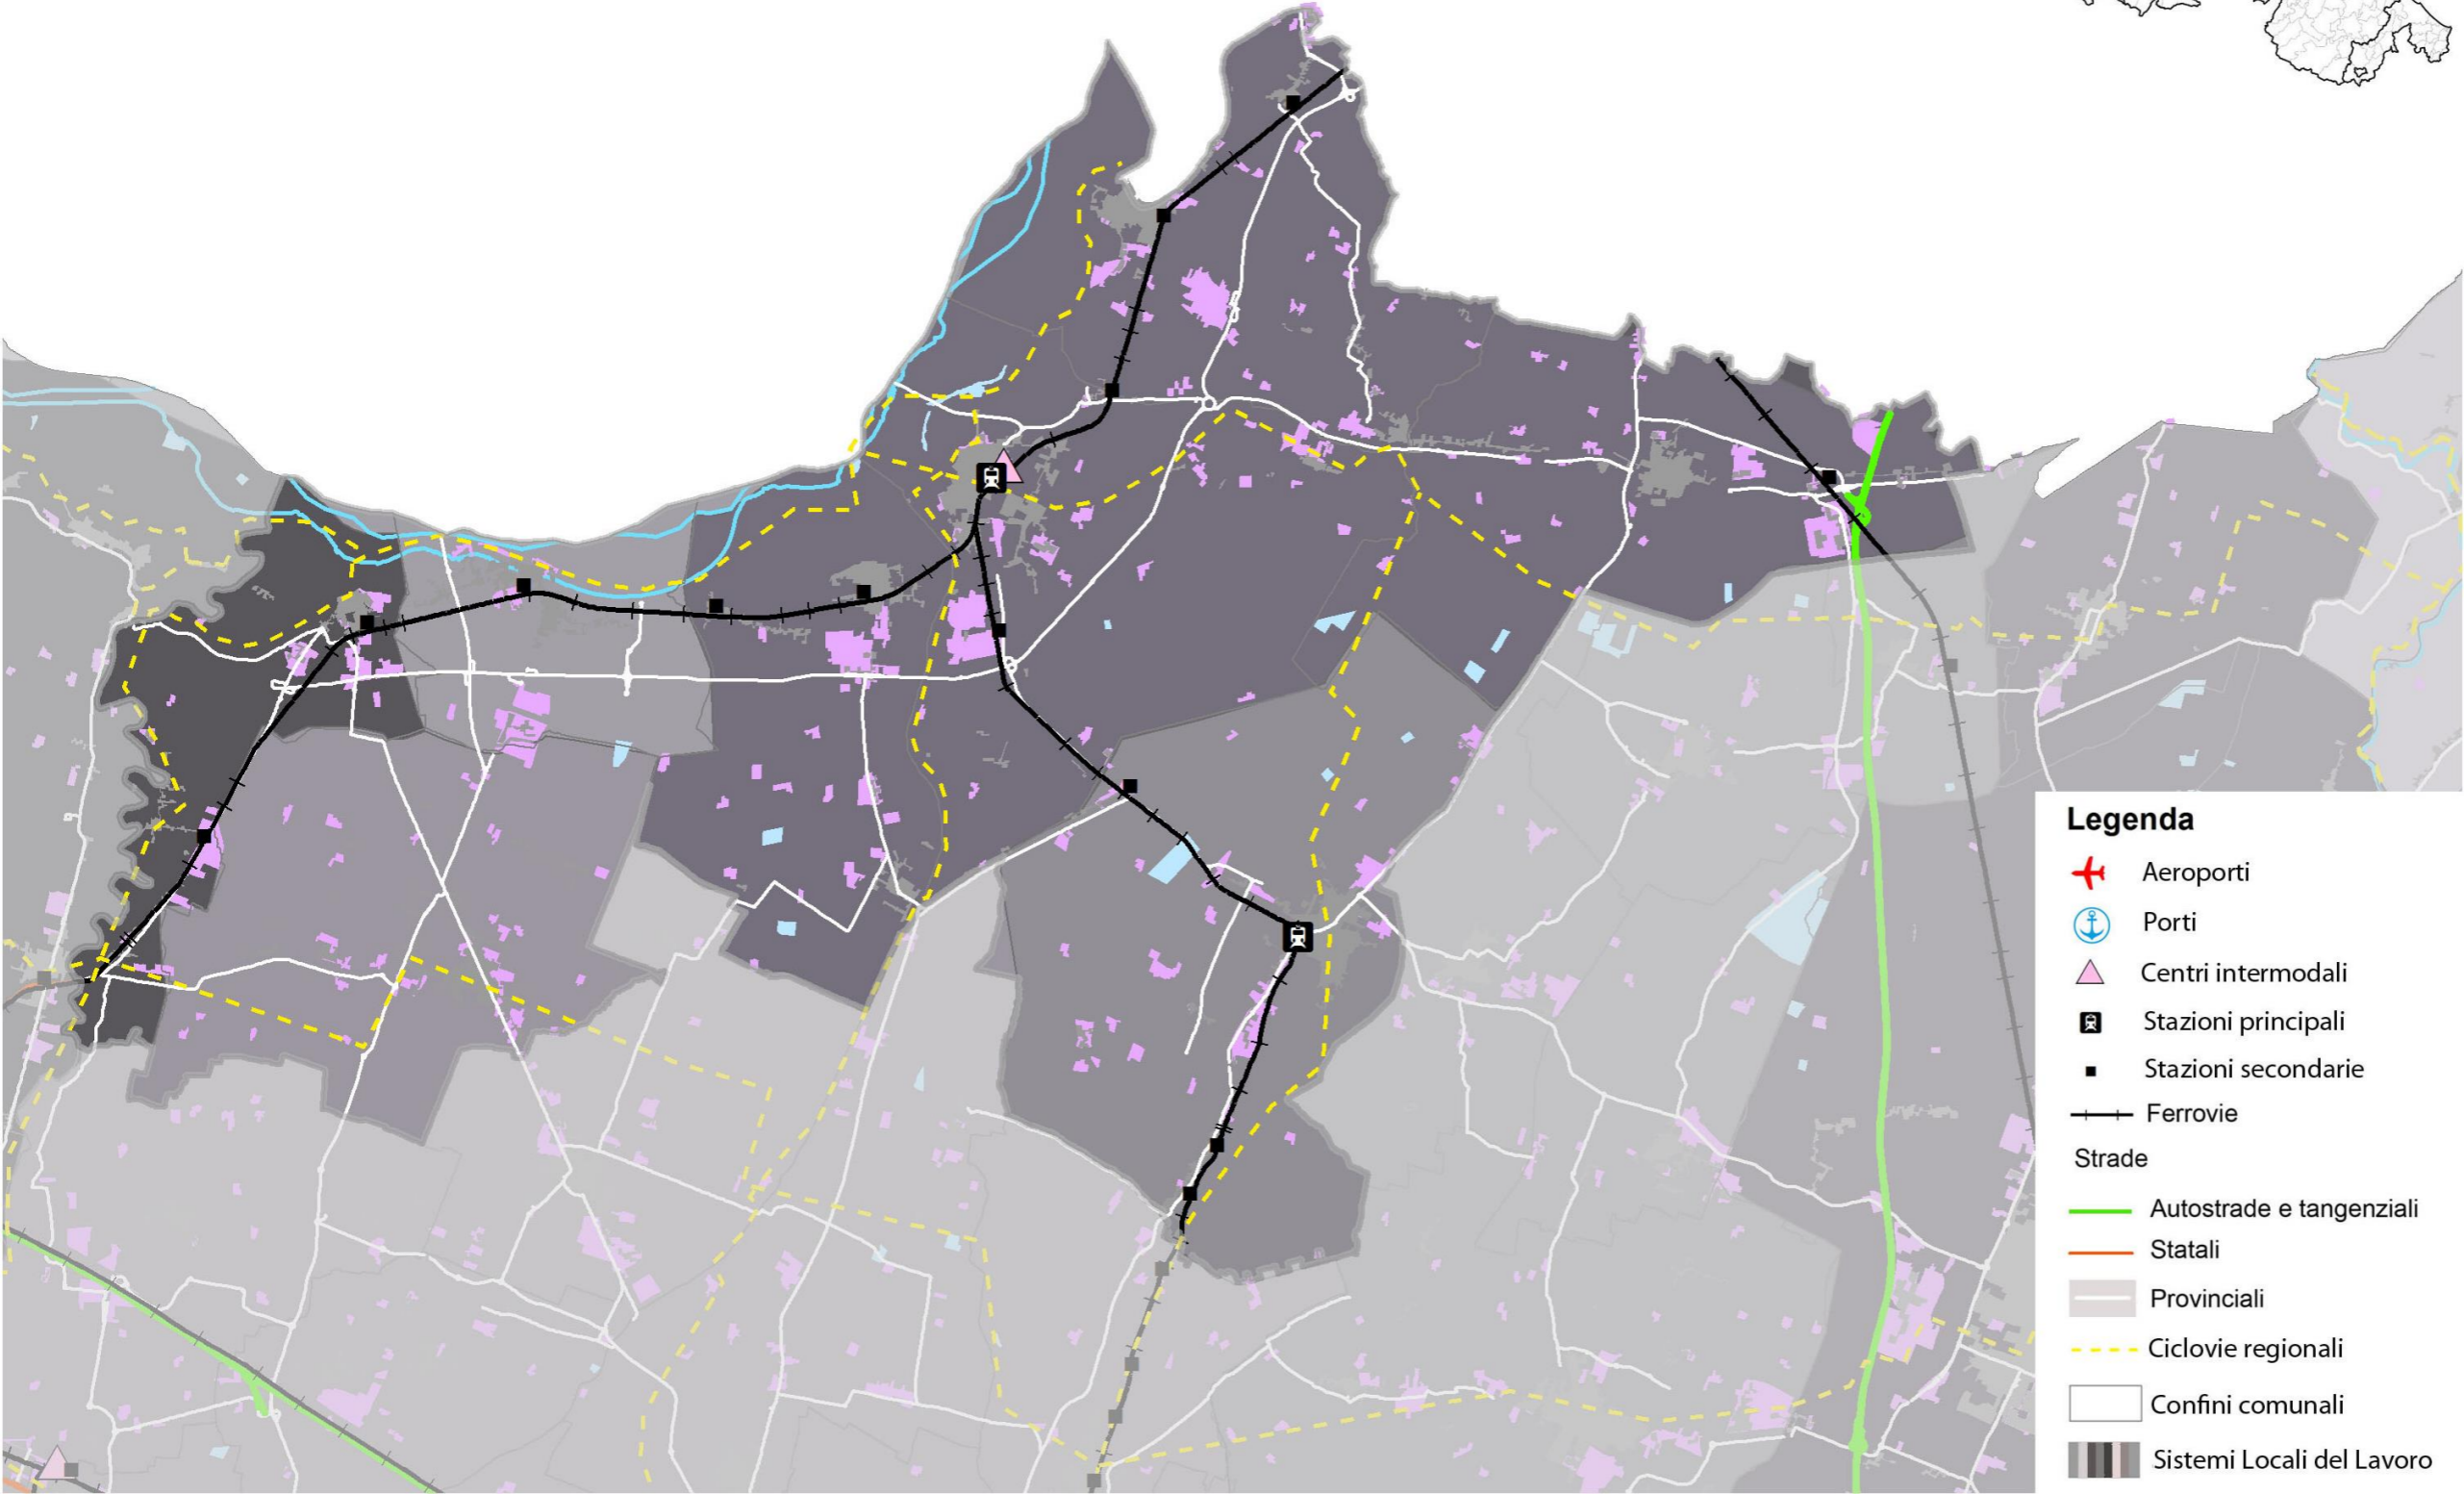 Legenda
Aeroporti
Porti
Centri intermodali
Stazioni principali
Stazioni secondarie
Ferrovie
Strade
Autostrade e tangenziali
Statali
Provinciali
Ciclovie regionali
Confini comunali
Sistemi Locali del Lavoro